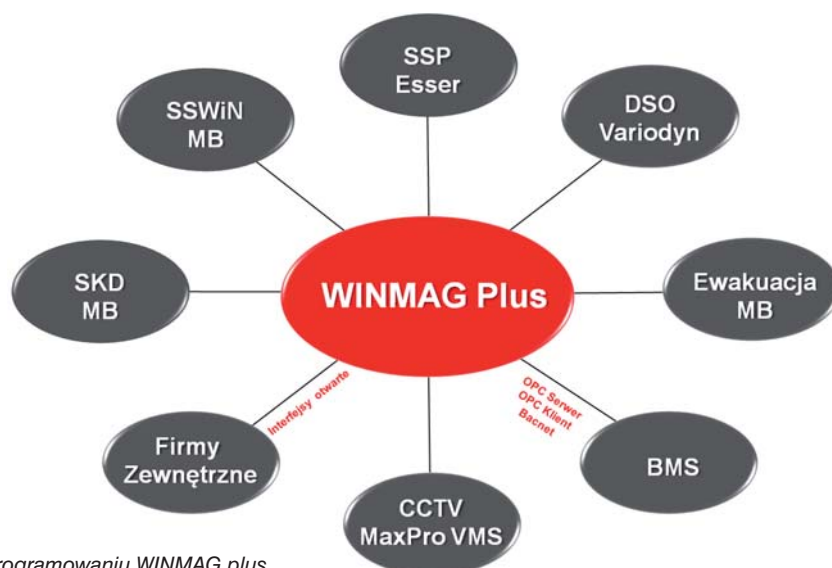 SSP
Esser
SSWiN
MB
DSO
Variodyn
SKD
MB
WINMAG Plus
Ewakuacja
MB
Interfejsy otwarte
OPC Serwer
OPC Klient
Bacnet
Firmy
Zewnętrzne
CCTV
MaxPro VMS
BMS
rogramowaniu WINMAG plus